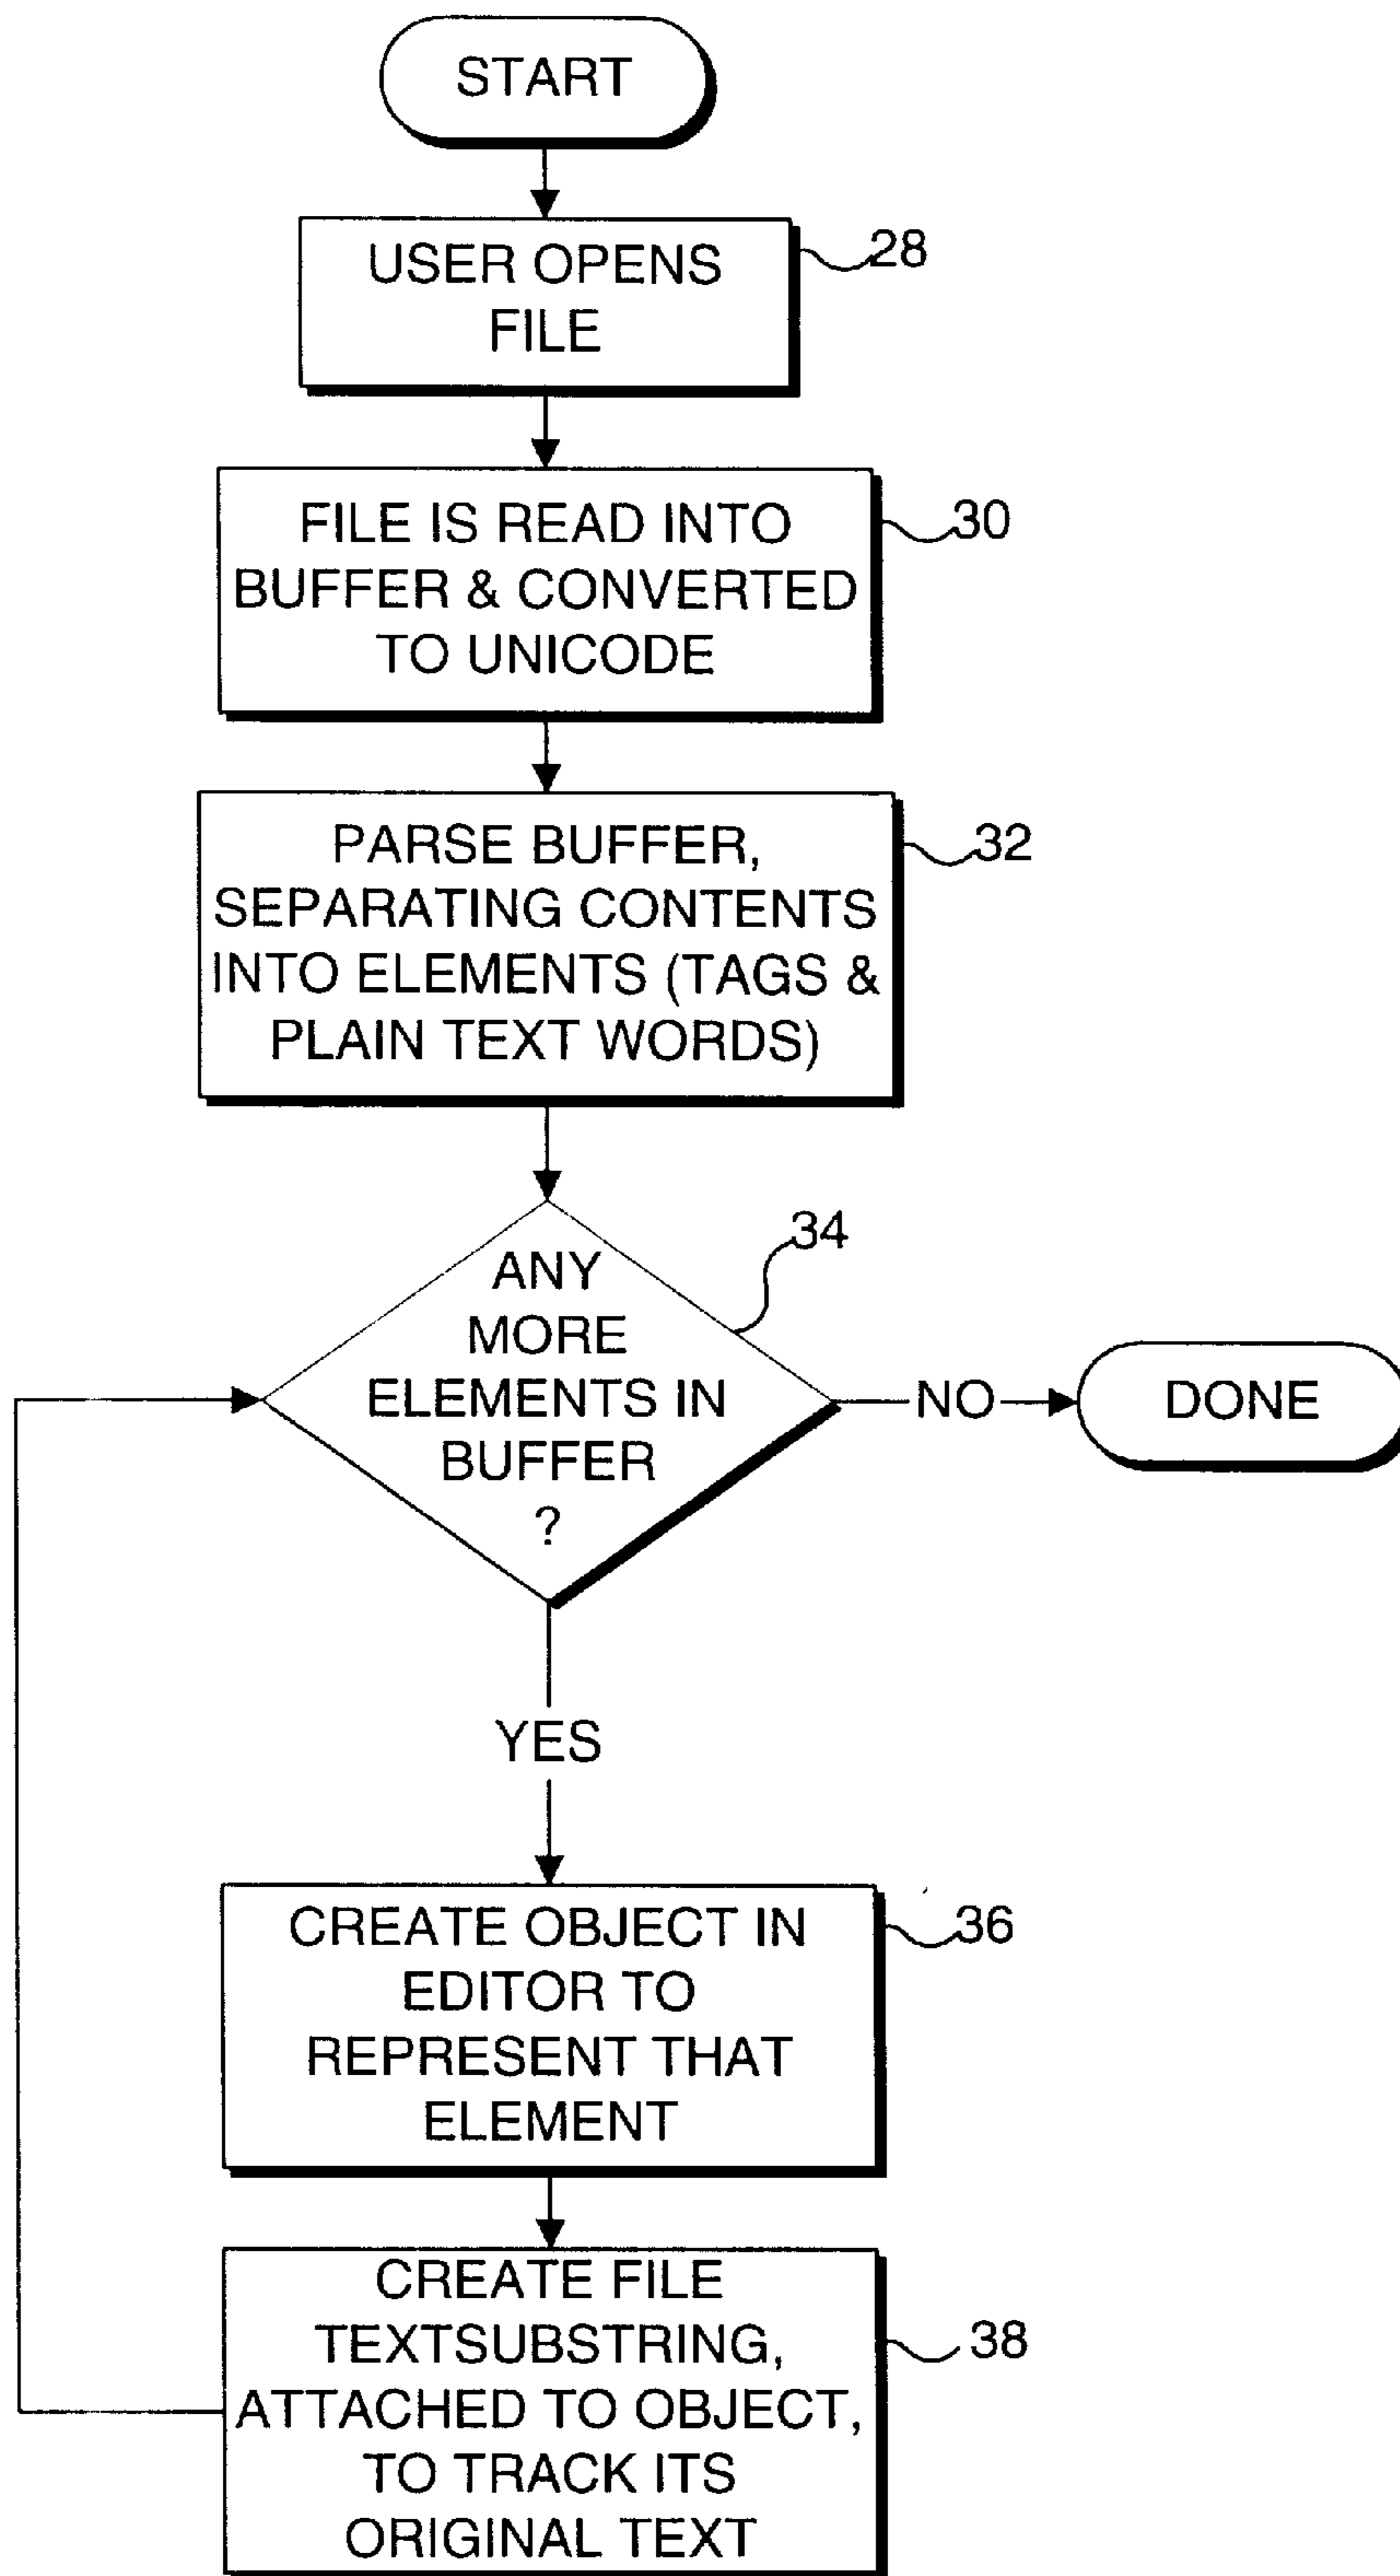 START
USER OPENS
FILE
28
FILE IS READ INTO
BUFFER & CONVERTED
TO UNICODE
30
PARSE BUFFER,
SEPARATING CONTENTS
INTO ELEMENTS (TAGS &
PLAIN TEXT WORDS)
32
ANY
MORE
ELEMENTS IN
BUFFER
?
34
NO
DONE
YES
CREATE OBJECT IN
EDITOR TO
REPRESENT THAT
ELEMENT
36
CREATE FILE
TEXTSUBSTRING,
ATTACHED TO OBJECT,
TO TRACK ITS
ORIGINAL TEXT
38